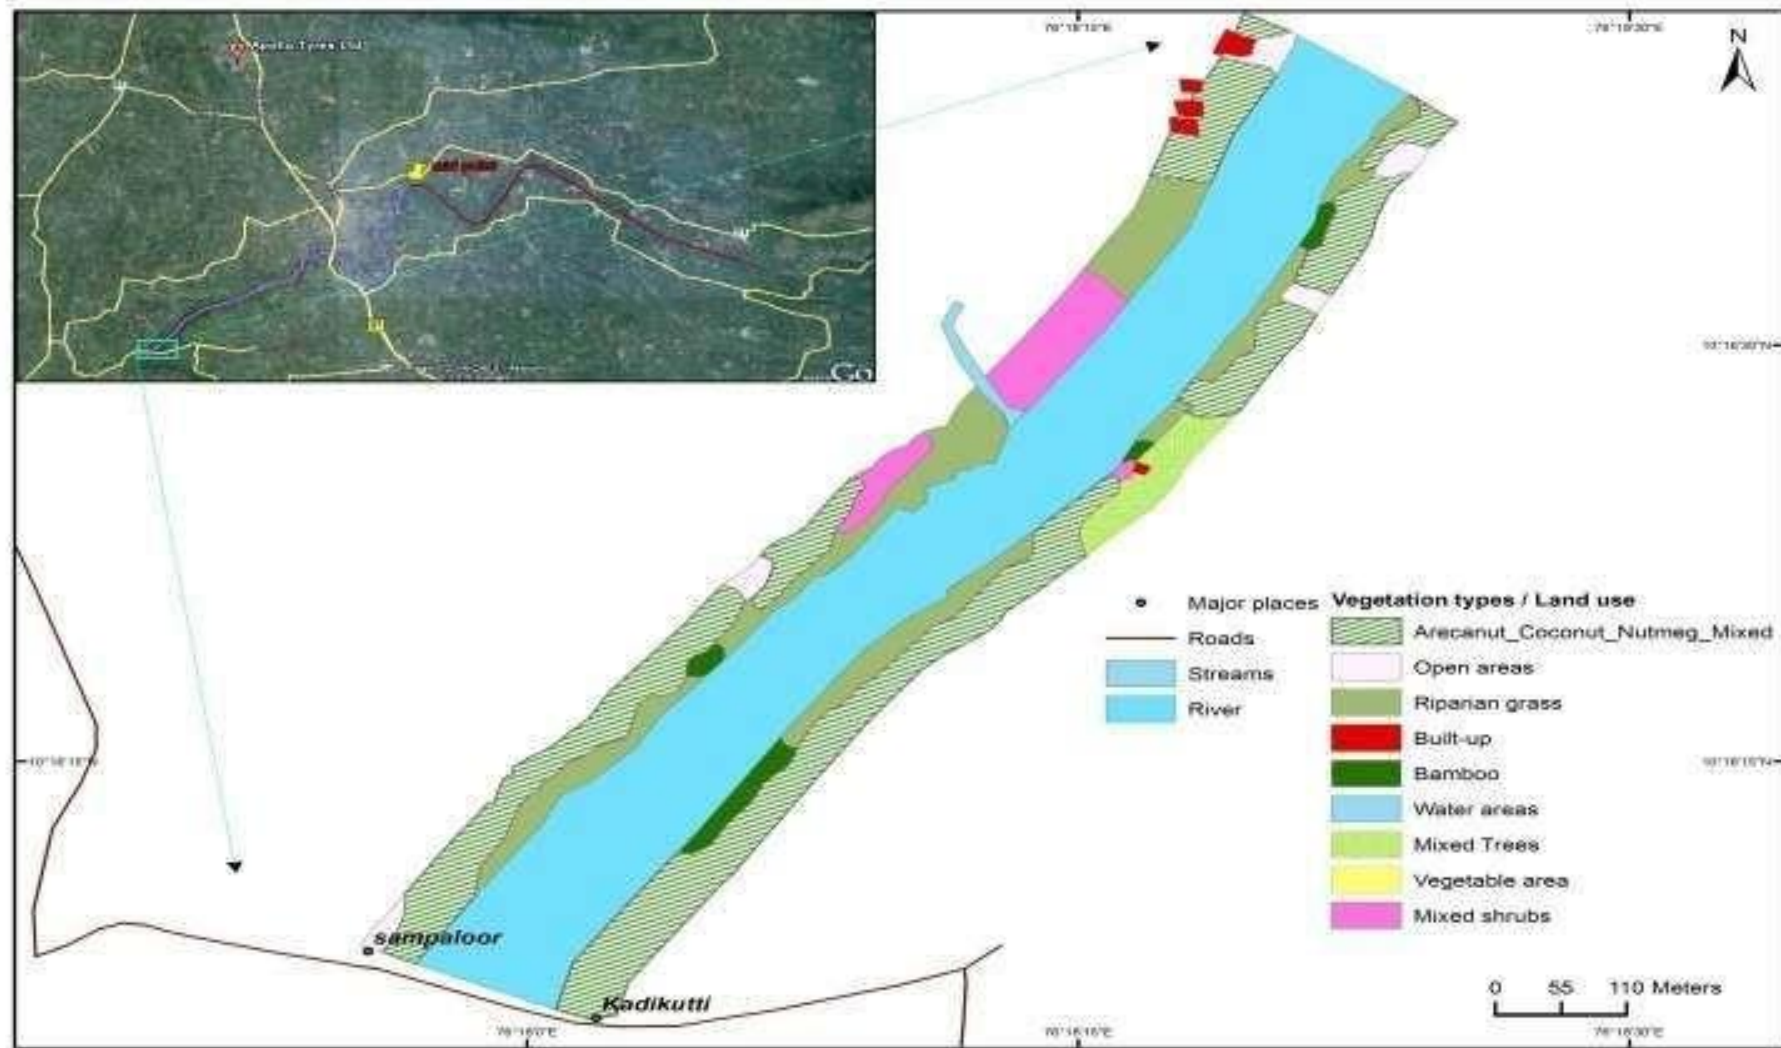 Apollo Tyres Ltd
Go
N
sampaloor
Kadikutti
Major places
Roads
Streams
River
Vegetation types / Land use
Arecanut_Coconut_Nutmeg_Mixed
Open areas
Riparian grass
Built-up
Bamboo
Water areas
Mixed Trees
Vegetable area
Mixed shrubs
0 55 110 Meters